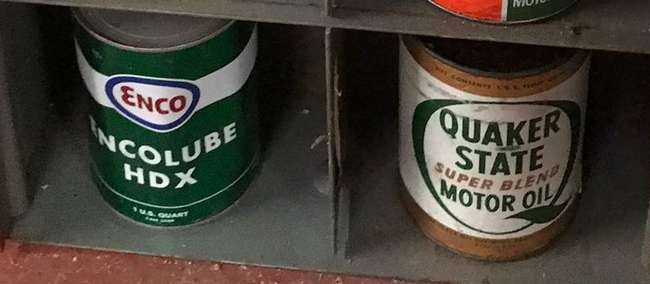 ENCO
ENCOLUBE
HDX
1 U.S. QUART
QUAKER
STATE
SUPER BLEND
MOTOR OIL